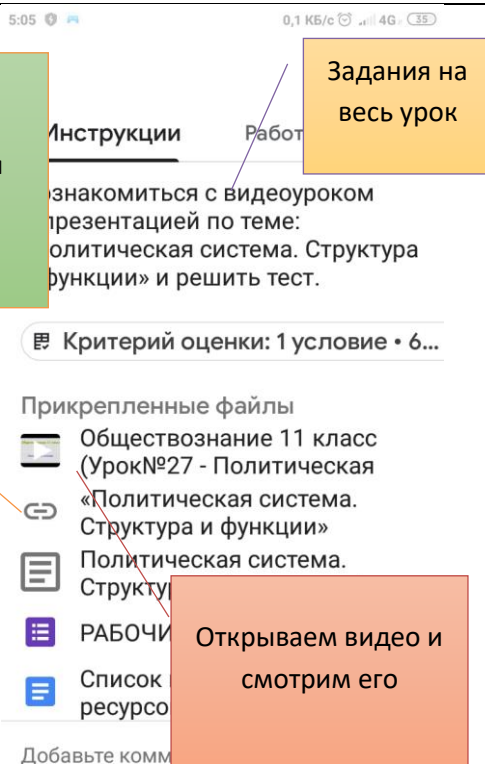 5:05
0,1 КБ/с 4G 35
Задания на
весь урок
Инструкции Работ
ознакомиться с видеоуроком
презентацией по теме:
олитическая система. Структура
функции» и решить тест.
Критерий оценки: 1 условие • 6...
Прикрепленные файлы
Обществознание 11 класс
(Урок№27 - Политическая
«Политическая система.
Структура и функции»
Политическая система.
Структу
РАБОЧИ
Список
ресурсо
Открываем видео и
смотрим его
Добавьте комм